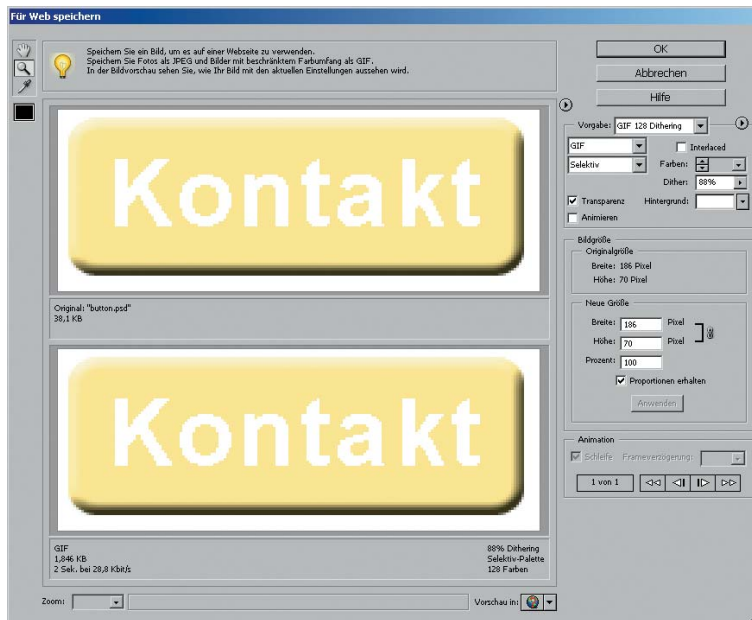 Für Web speichern
Speichern Sie ein Bild, um es auf einer Webseite zu verwenden.
Speichern Sie Fotos als JPEG und Bilder mit beschränktem Farbumfang als GIF.
In der Bildvorschau sehen Sie, wie Ihr Bild mit den aktuellen Einstellungen aussehen wird.
OK
Abbrechen
Hilfe
Kontakt
Original: "button.psd"
38,1 KB
Kontakt
GIF
1,846 KB
2 Sek. bei 28,8 Kbit/s
88% Dithering
Selektiv-Palette
128 Farben
Vorgabe: GIF 128 Dithering
GIF Interlaced
Selektiv Farben:
Dither: 88%
Transparenz Hintergrund:
Animieren
Bildgröße
Originalgröße
Breite: 186 Pixel
Höhe: 70 Pixel
Neue Größe
Breite: 186 Pixel
Höhe: 70 Pixel
Prozent: 100
Proportionen erhalten
Anwenden
Animation
Schleife Frameverzögerung:
1 von 1
Zoom:
Vorschau in: